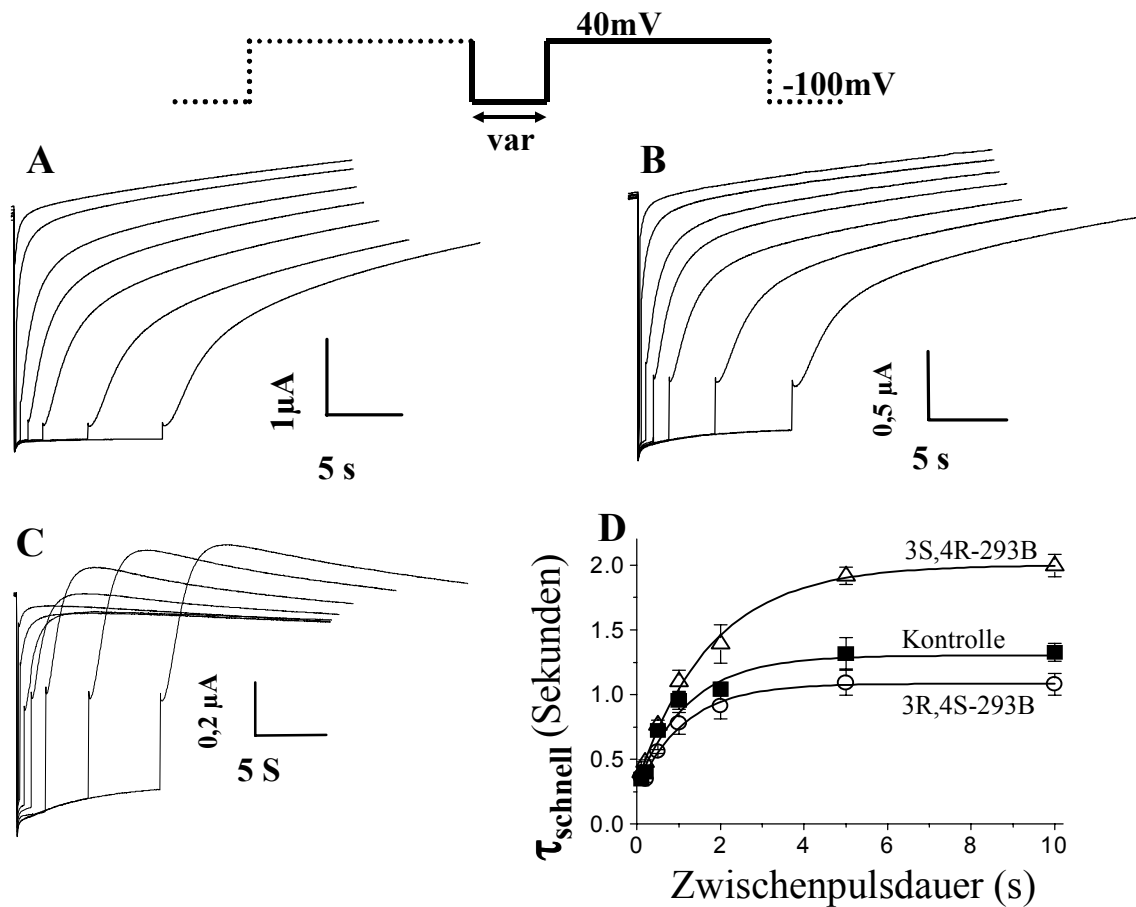 40mV
-100mV
var
A
B
1µA
5 s
0,5 µA
5 s
C
0,2 µA
5 S
D
τschnell (Sekunden)
2.0
1.5
1.0
0.5
0.0
3S,4R-293B
Kontrolle
3R,4S-293B
0 2 4 6 8 10
Zwischenpulsdauer (s)